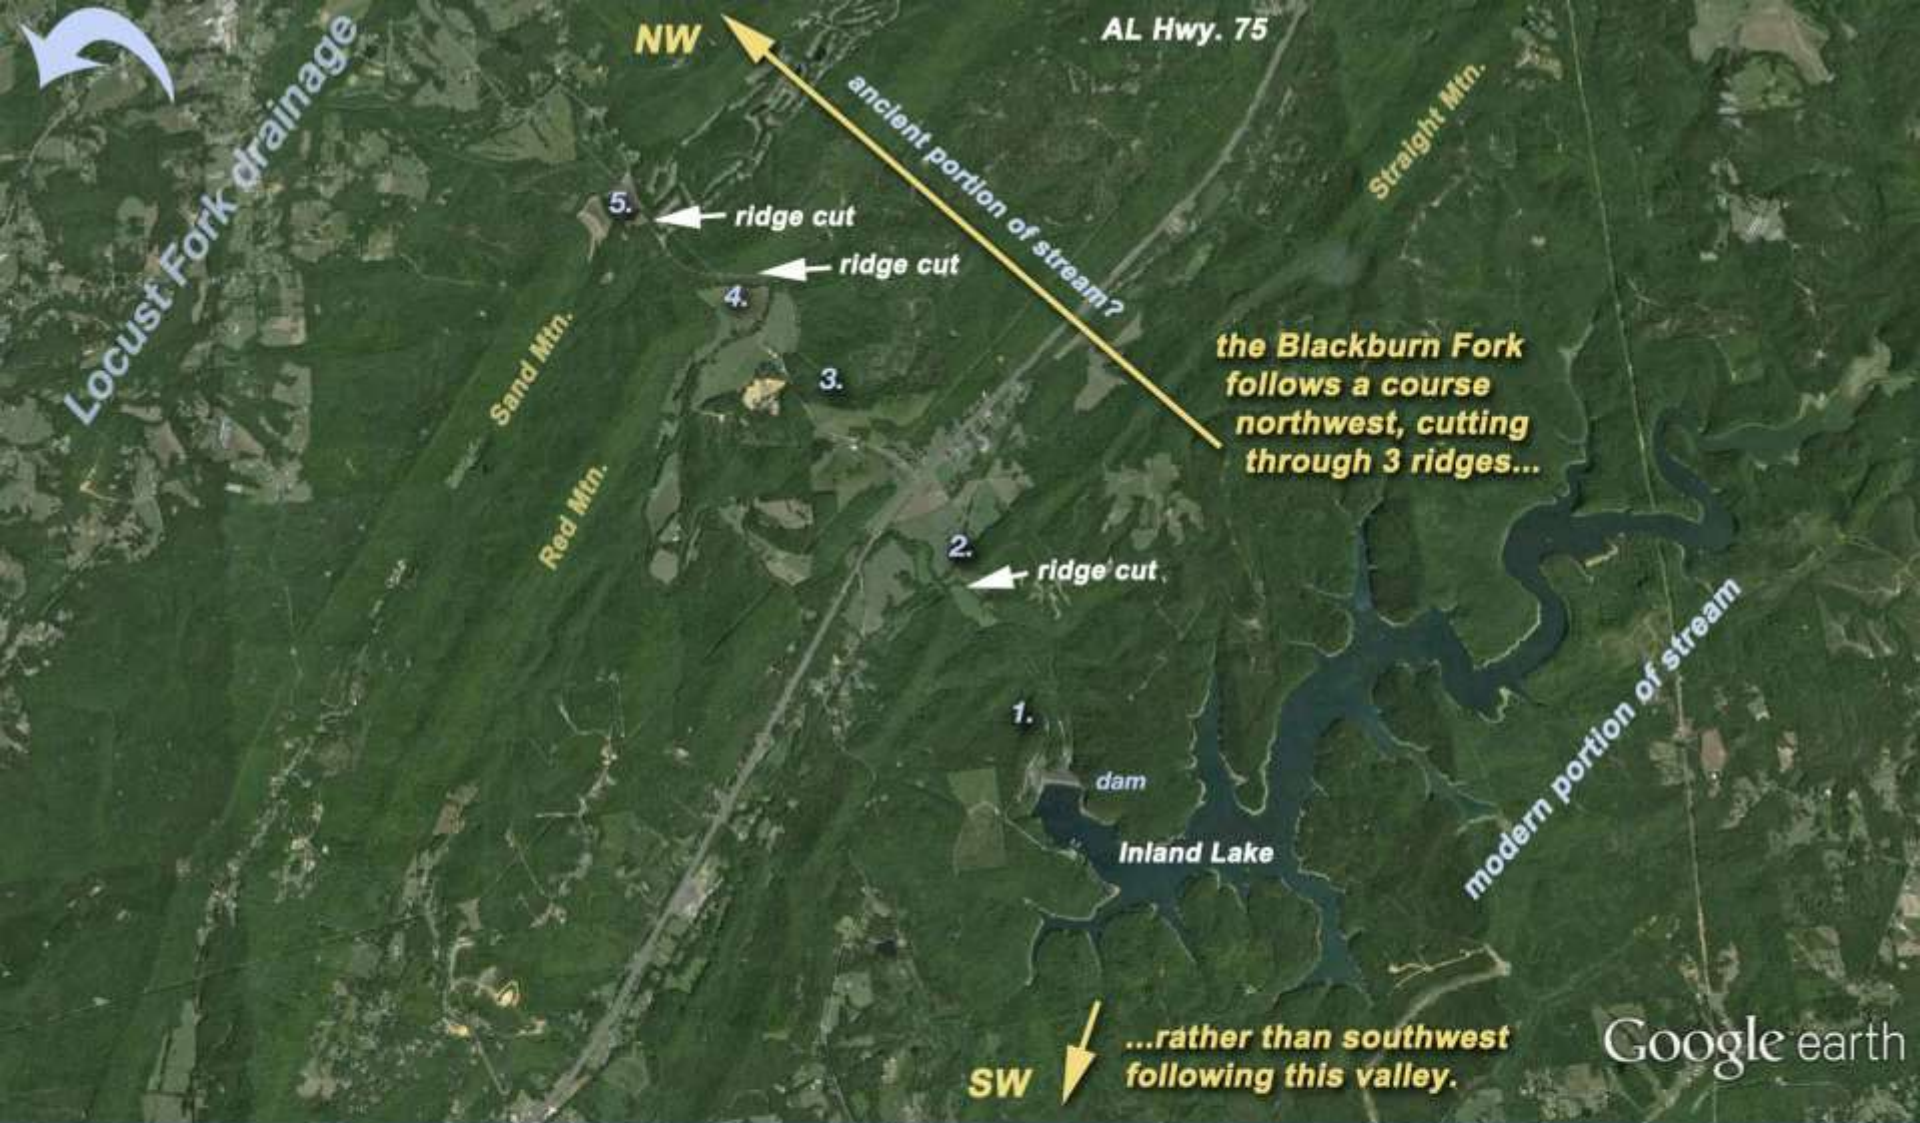 NW
AL Hwy. 75
Locust Fork drainage
ancient portion of stream?
Straight Mtn.
5.
ridge cut
ridge cut
4.
Sand Mtn.
3.
the Blackburn Fork
follows a course
northwest, cutting
through 3 ridges...
Red Mtn.
2.
ridge cut
modern portion of stream
1.
dam
Inland Lake
...rather than southwest
following this valley.
SW
Google earth